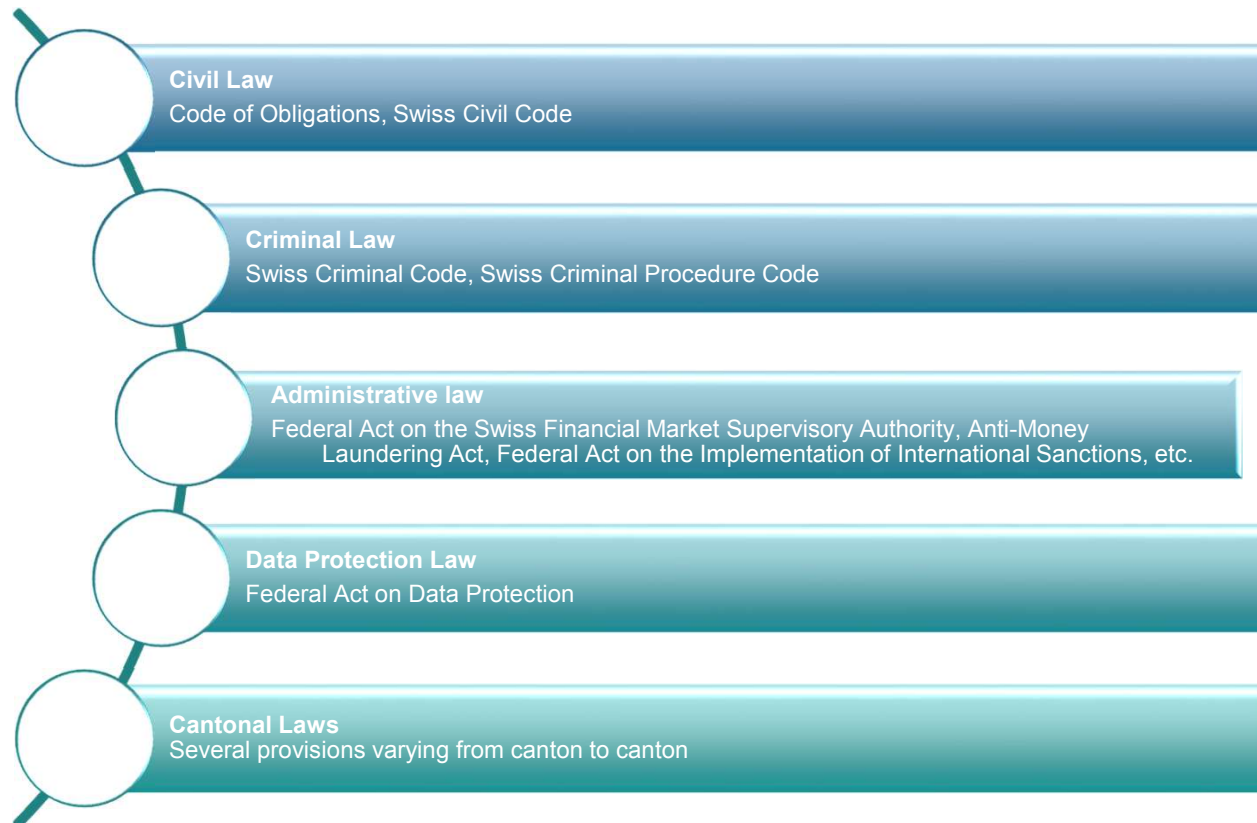 Civil Law
Code of Obligations, Swiss Civil Code
Criminal Law
Swiss Criminal Code, Swiss Criminal Procedure Code
Administrative law
Federal Act on the Swiss Financial Market Supervisory Authority, Anti-Money
Laundering Act, Federal Act on the Implementation of International Sanctions, etc.
Data Protection Law
Federal Act on Data Protection
Cantonal Laws
Several provisions varying from canton to canton